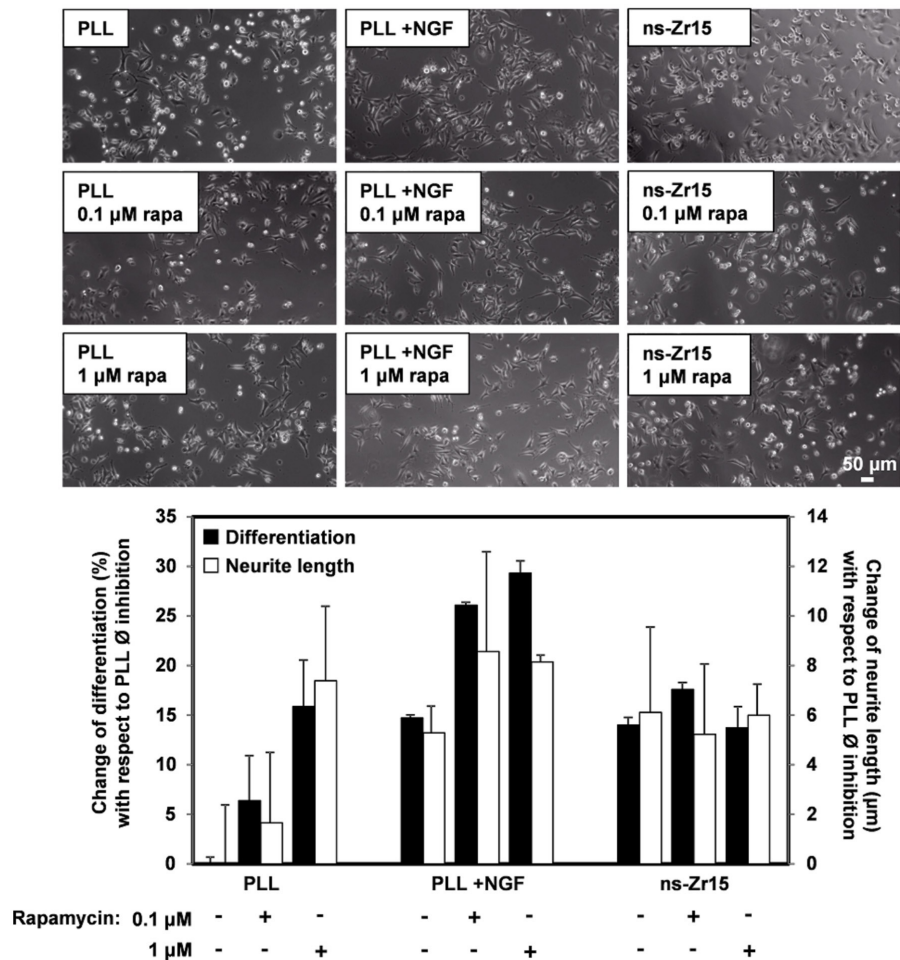 PLL
PLL +NGF
ns-Zr15
PLL
0.1 µM rapa
PLL +NGF
0.1 µM rapa
ns-Zr15
0.1 µM rapa
PLL
1 µM rapa
PLL +NGF
1 µM rapa
ns-Zr15
1 µM rapa
50 µm
Change of differentiation (%)
with respect to PLL Ø inhibition
35
30
25
20
15
10
5
0
Differentiation
Neurite length
14
12
10
8
6
4
2
0
Change of neurite length (µm)
with respect to PLL Ø inhibition
PLL PLL +NGF ns-Zr15
Rapamycin: 0.1 µM - + - - + - - + -
1 µM - - + - - + - - +